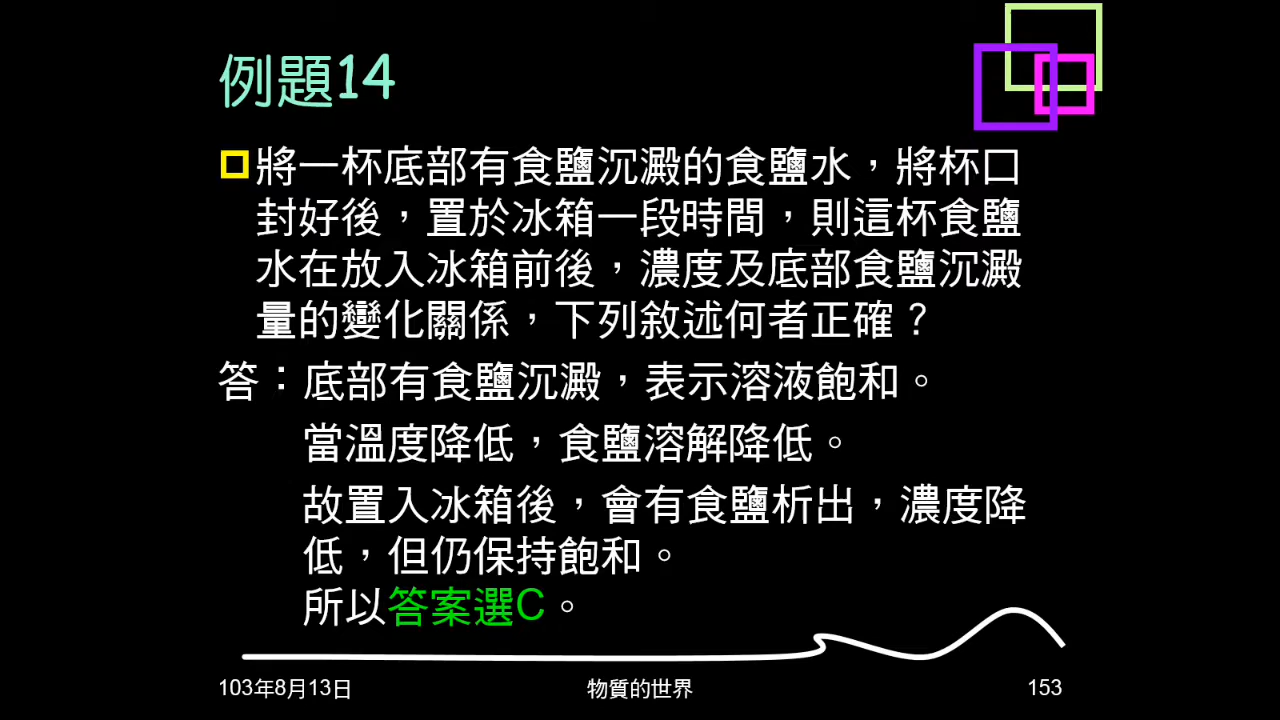 例題14
將一杯底部有食鹽沉澱的食鹽水，將杯口
封好後，置於冰箱一段時間，則這杯食鹽
水在放入冰箱前後，濃度及底部食鹽沉澱
量的變化關係，下列敘述何者正確？
答：底部有食鹽沉澱，表示溶液飽和。
當溫度降低，食鹽溶解降低。
故置入冰箱後，會有食鹽析出，濃度降
低，但仍保持飽和。
所以答案選C。
103年8月13日
物質的世界
153